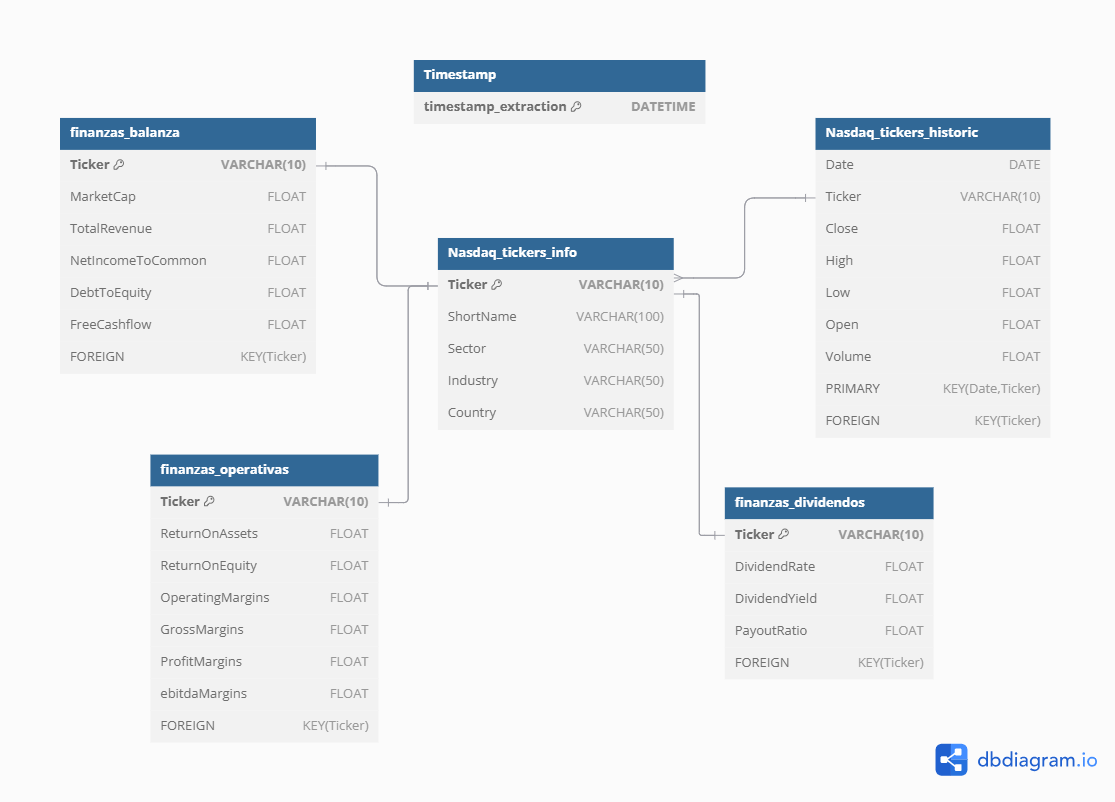 Timestamp
timestamp_extraction DATETIME
finanzas_balanza
Ticker VARCHAR(10)
MarketCap FLOAT
TotalRevenue FLOAT
NetIncomeToCommon FLOAT
DebtToEquity FLOAT
FreeCashflow FLOAT
FOREIGN KEY(Ticker)
Nasdaq_tickers_historic
Date DATE
Ticker VARCHAR(10)
Close FLOAT
High FLOAT
Low FLOAT
Open FLOAT
Volume FLOAT
PRIMARY KEY(Date,Ticker)
FOREIGN KEY(Ticker)
Nasdaq_tickers_info
Ticker VARCHAR(10)
ShortName VARCHAR(100)
Sector VARCHAR(50)
Industry VARCHAR(50)
Country VARCHAR(50)
finanzas_operativas
Ticker VARCHAR(10)
ReturnOnAssets FLOAT
ReturnOnEquity FLOAT
OperatingMargins FLOAT
GrossMargins FLOAT
ProfitMargins FLOAT
ebitdaMargins FLOAT
FOREIGN KEY(Ticker)
finanzas_dividendos
Ticker VARCHAR(10)
DividendRate FLOAT
DividendYield FLOAT
PayoutRatio FLOAT
FOREIGN KEY(Ticker)
dbdiagram.io